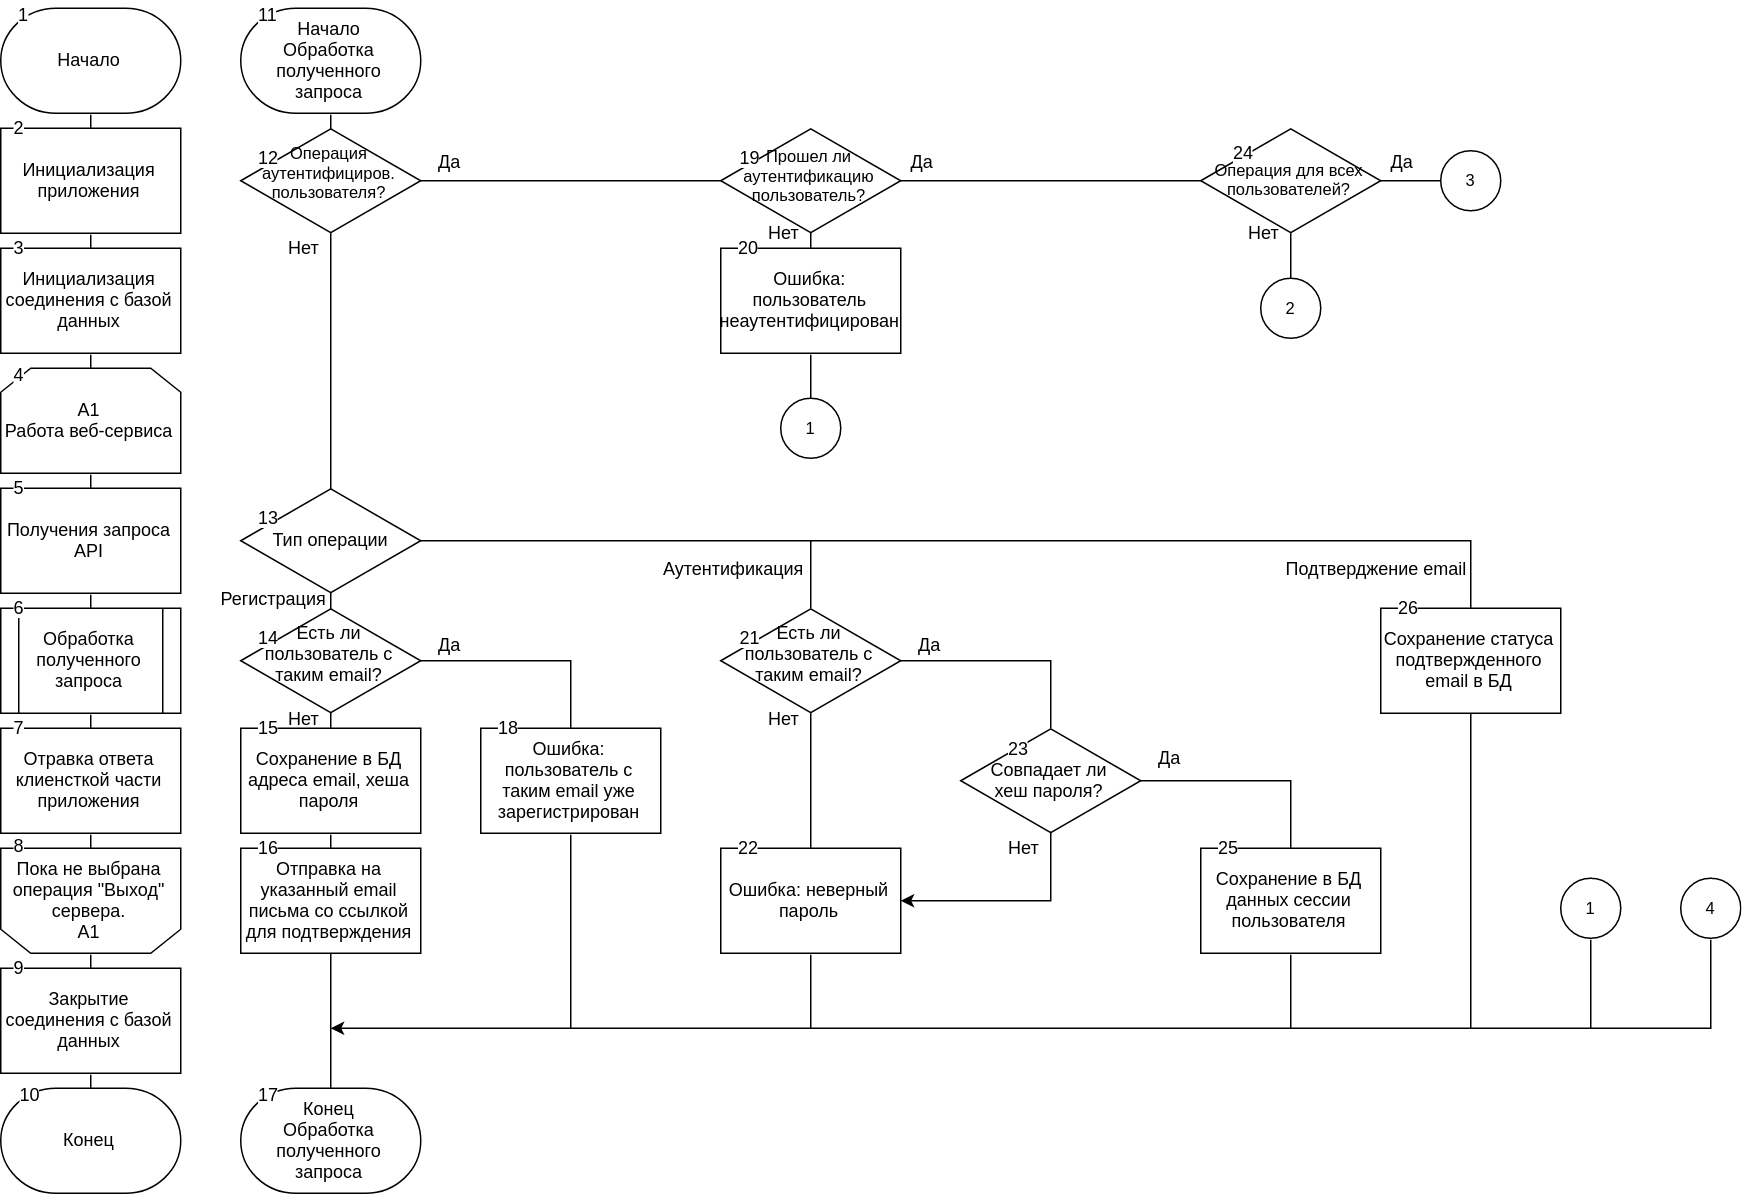 1
Начало
2
Инициализация
приложения
3
Инициализация
соединения с базой
данных
4
А1
Работа веб-сервиса
5
Получения запроса
API
6
Обработка
полученного
запроса
7
Отравка ответа
клиенсткой части
приложения
8
Пока не выбрана
операция "Выход"
сервера.
А1
9
Закрытие
соединения с базой
данных
10
Конец
11
Начало
Обработка
полученного
запроса
12
Операция
аутентифициров.
пользователя?
Да
Нет
19
Прошел ли
аутентификацию
пользователь?
Да
Нет
24
Операция для всех
пользователей?
Да
3
Нет
2
20
Ошибка:
пользователь
неаутентифицирован
1
13
Тип операции
Регистрация
Аутентификация
Подтверджение email
14
Есть ли
пользователь с
таким email?
Да
Нет
21
Есть ли
пользователь с
таким email?
Да
Нет
26
Сохранение статуса
подтвержденного
email в БД
15
Сохранение в БД
адреса email, хеша
пароля
18
Ошибка:
пользователь с
таким email уже
зарегистрирован
23
Совпадает ли
хеш пароля?
Да
Нет
16
Отправка на
указанный email
письма со ссылкой
для подтверждения
22
Ошибка: неверный
пароль
25
Сохранение в БД
данных сессии
пользователя
1
4
17
Конец
Обработка
полученного
запроса